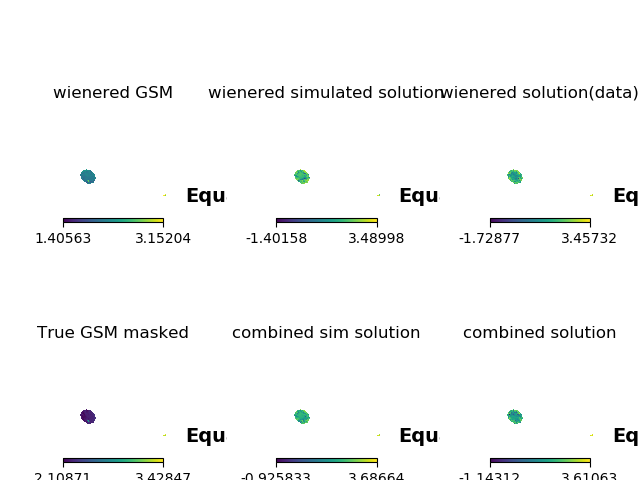 wienered GSM
wienered simulated solution
wienered solution(data)
Equ
Equ
Eq
1.40563 3.15204
-1.40158 3.48998
-1.72877 3.45732
True GSM masked
combined sim solution
combined solution
Equ
Equ
Eq
2.10871 3.42847
-0.925833 3.68664
-1.14312 3.61063